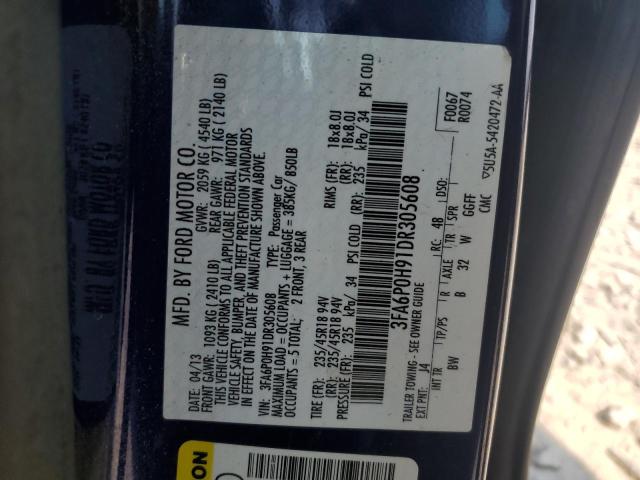 MFD. BY FORD MOTOR CO.
DATE: 04/13 GVWR: 2059 KG (4540 LB)
FRONT GAWR: 1093 KG (2410 LB) REAR GAWR: 971 KG (2140 LB)
THIS VEHICLE CONFORMS TO ALL APPLICABLE FEDERAL MOTOR
VEHICLE SAFETY, BUMPER, AND THEFT PREVENTION STANDARDS
IN EFFECT ON THE DATE OF MANUFACTURE SHOWN ABOVE.
VIN: 3FA6P0H91DR305608 TYPE: Passenger Car
MAXIMUM LOAD = OCCUPANTS + LUGGAGE = 385KG/ 850LB
OCCUPANTS = 5 TOTAL: 2 FRONT, 3 REAR
TIRE (FR): 235/45R18 94V RIMS (FR): 18x8.0J
(RR): 235/45R18 94V (RR): 18x8.0J
PRESSURE (FR): 235 kPa/ 34 PSI COLD (RR): 235 kPa/ 34 PSI COLD
3FA6P0H91DR305608
TRAILER TOWING - SEE OWNER GUIDE
F0067
R0074
EXT PNT: J4 RC: 48 DSO:
INT TR TP/PS R AXLE TR SPR
BW B 32 W GGFF
CMC 5U5A-5420472-AA